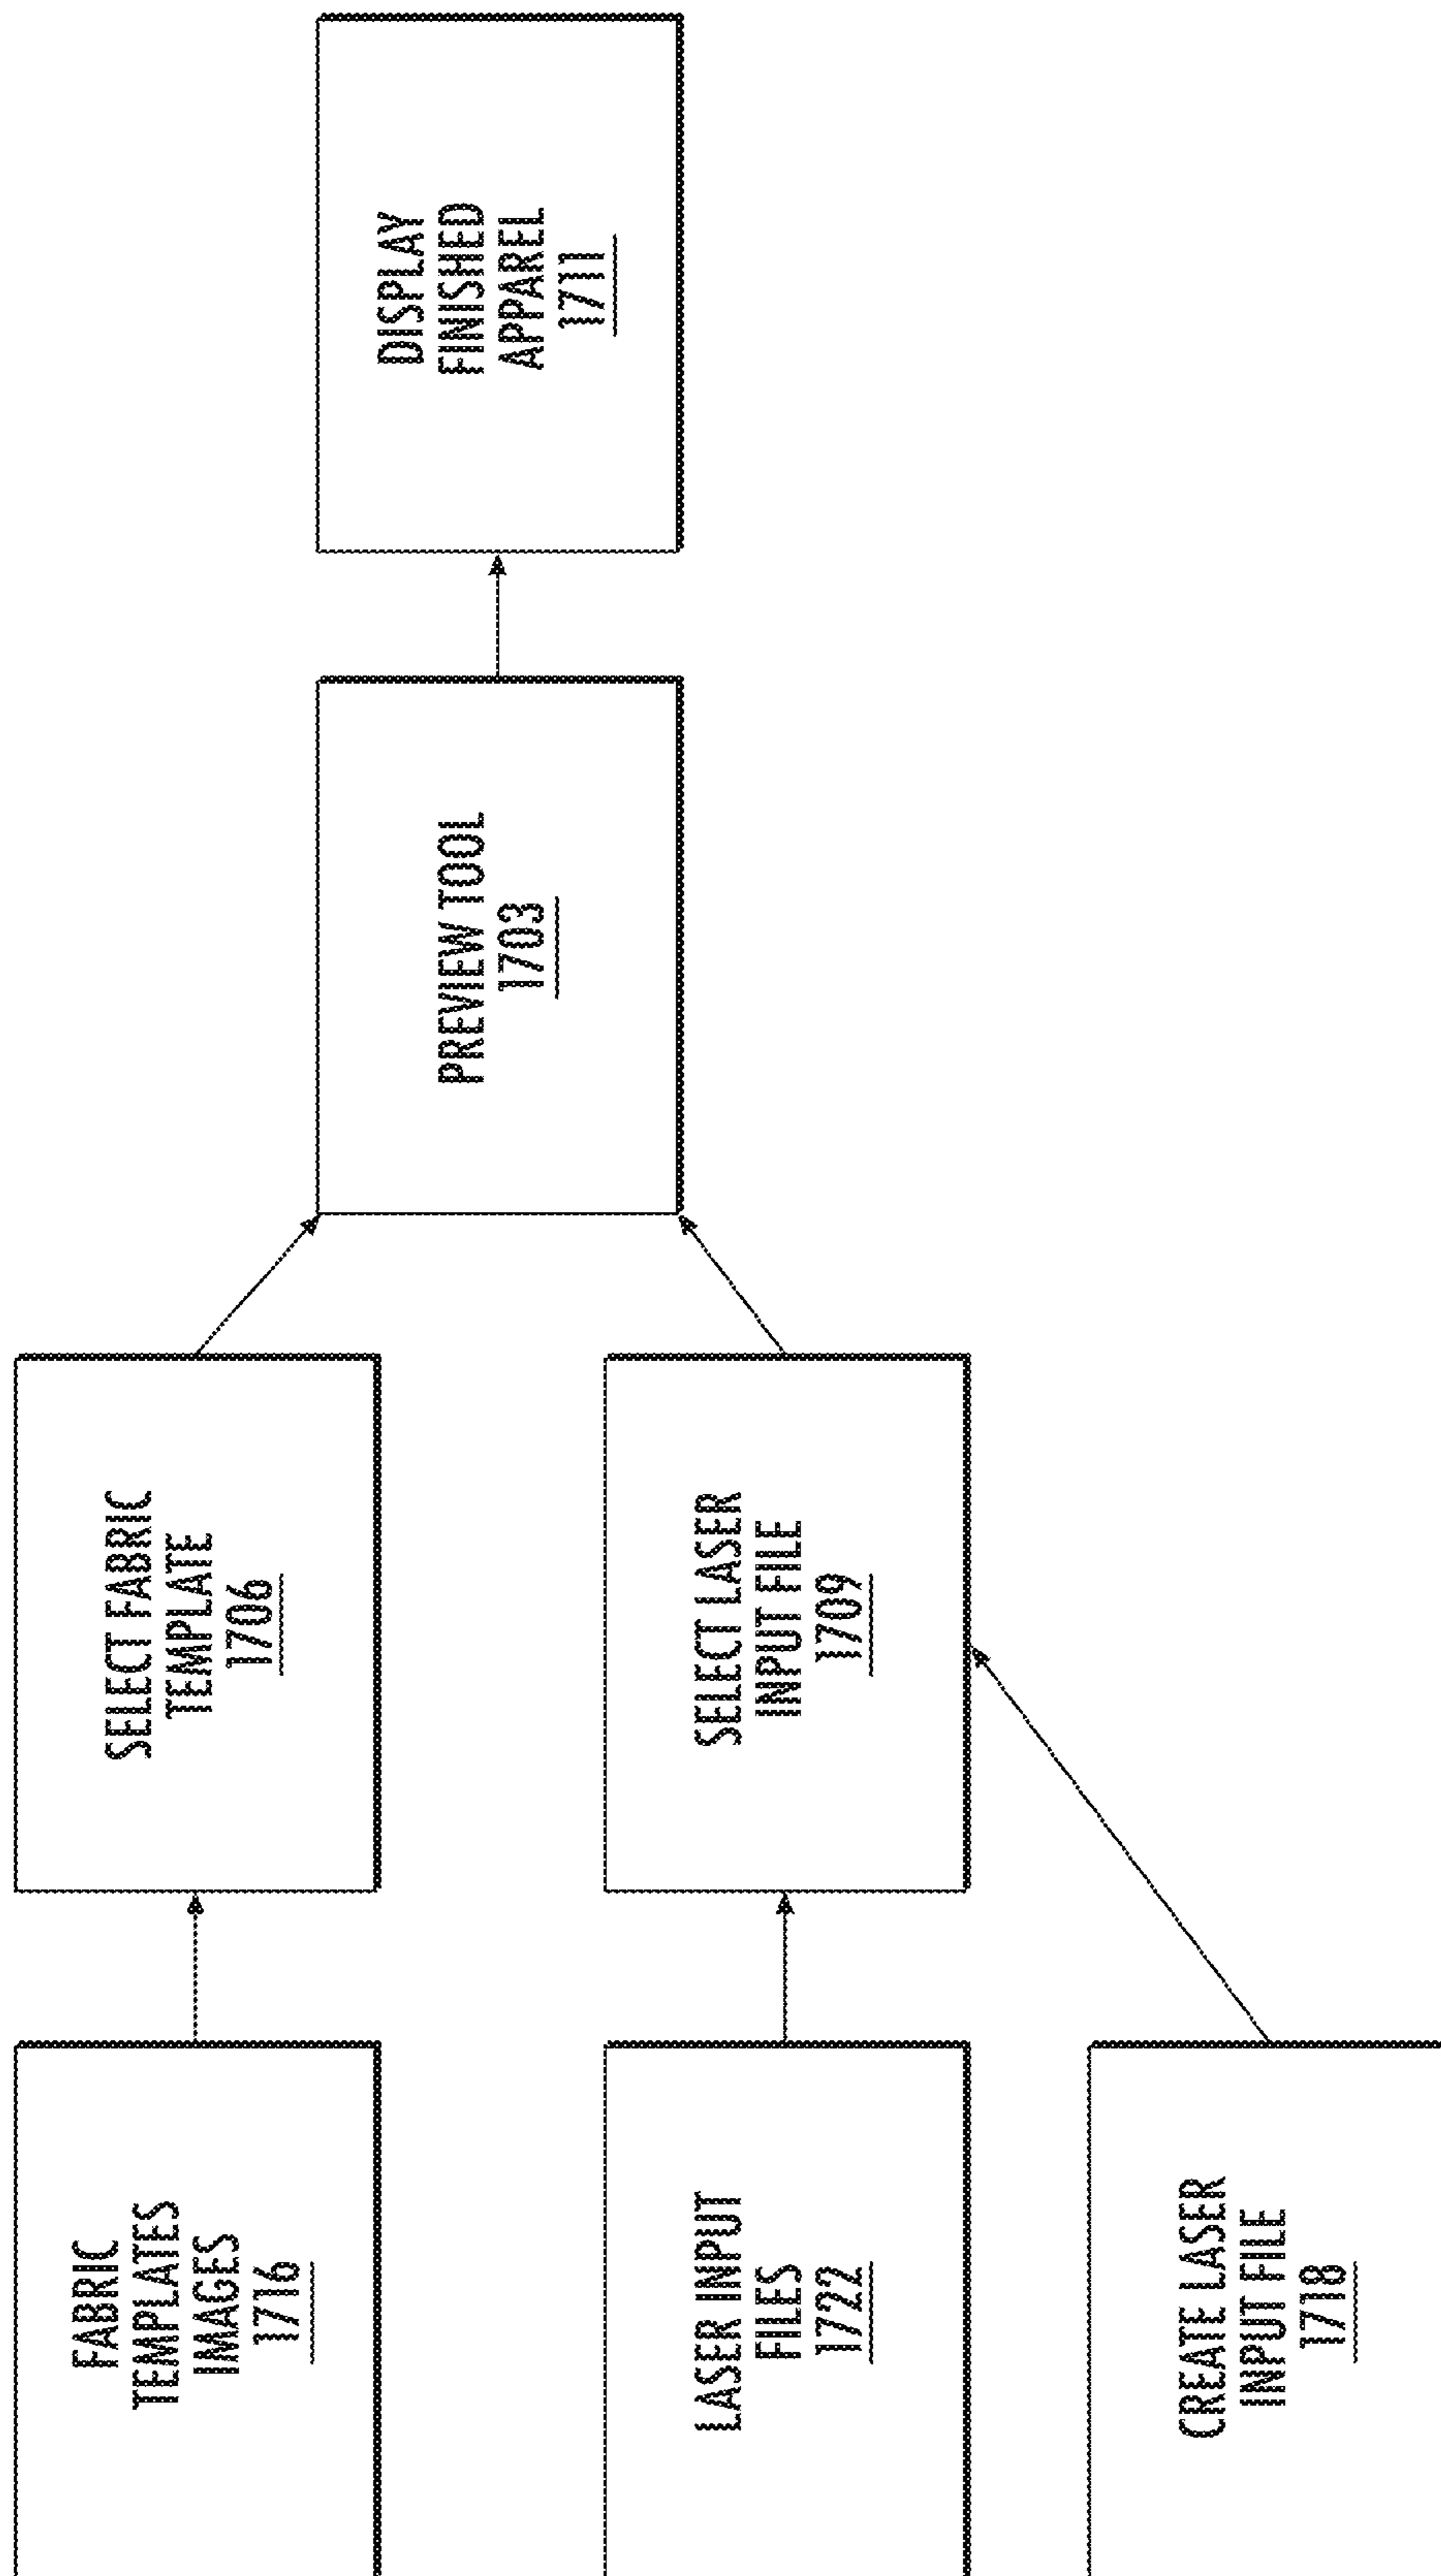 FABRIC
TEMPLATES
IMAGES
1716
SELECT FABRIC
TEMPLATE
1706
LASER INPUT
FILES
1722
SELECT LASER
INPUT FILE
1709
CREATE LASER
INPUT FILE
1718
PREVIEW TOOL
1703
DISPLAY
FINISHED
APPAREL
1711